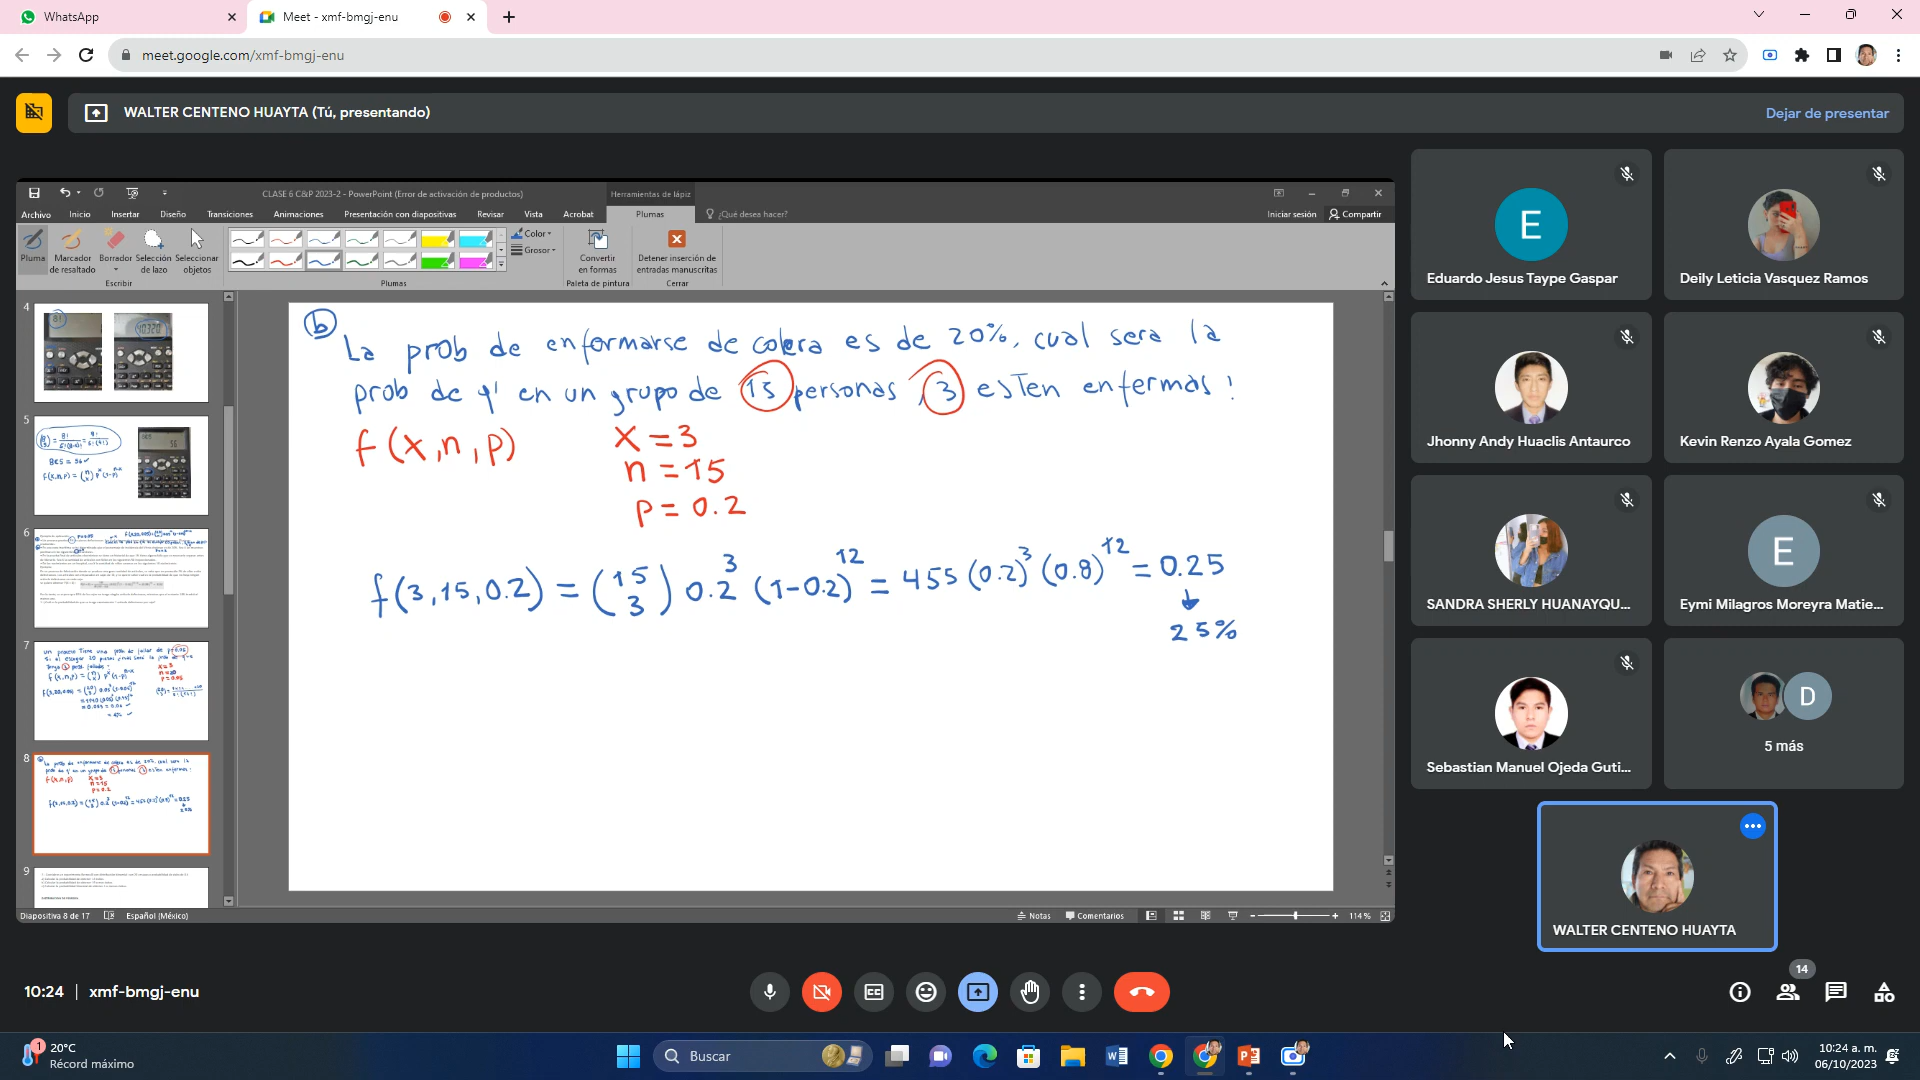 WhatsApp
Meet - xmf-bmgj-enu
meet.google.com/xmf-bmgj-enu
WALTER CENTENO HUAYTA (Tú, presentando)
Dejar de presentar
CLASE 6 C&P 2023-2 - PowerPoint (Error de activación de productos)
Herramientas de lápiz
Archivo Inicio Insertar Diseño Transiciones Animaciones Presentación con diapositivas Revisar Vista Acrobat Plumas ¿Qué desea hacer?
Iniciar sesión Compartir
Color
Grosor
Pluma Marcador de resaltado Borrador Selección de lazo Seleccionar objetos
Convertir en formas
Detener inserción de entradas manuscritas
Escribir Plumas Paleta de pintura Cerrar
4
5
6
7
8
9
b
La prob de enfermarse de colera es de 20%, cual sera la
prob de q' en un grupo de 15 personas, 3 esten enfermas!
f(x,n,p)
x = 3
n = 15
p = 0.2
f(3,15,0.2) = (15 3) 0.2³ (1-0.2)¹² = 455 (0.2)³ (0.8)¹² = 0.25
25%
Diapositiva 8 de 17 Español (México)
Notas Comentarios 114 %
E
Eduardo Jesus Taype Gaspar
Deily Leticia Vasquez Ramos
Jhonny Andy Huaclis Antaurco
Kevin Renzo Ayala Gomez
SANDRA SHERLY HUANAYQU...
E
Eymi Milagros Moreyra Matie...
Sebastian Manuel Ojeda Guti...
D
5 más
WALTER CENTENO HUAYTA
10:24 | xmf-bmgj-enu
14
1
20°C
Récord máximo
Buscar
10:24 a. m.
06/10/2023